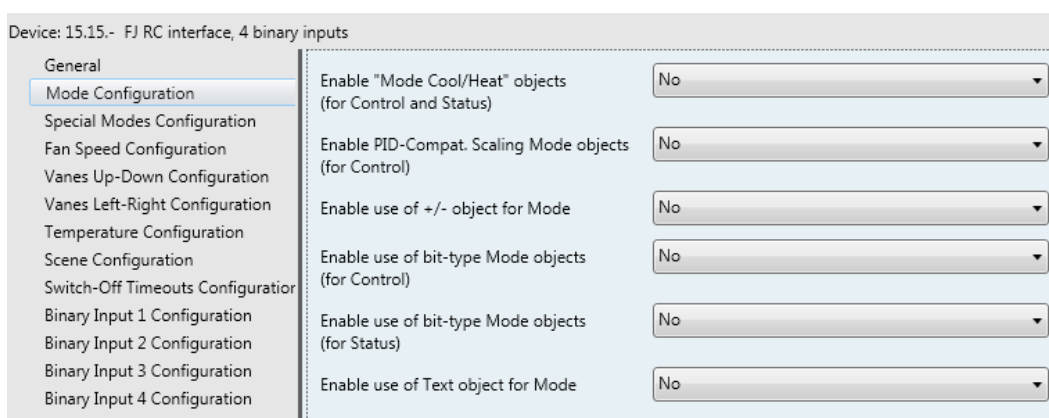 Device: 15.15.- FJ RC interface, 4 binary inputs
General
Mode Configuration
Special Modes Configuration
Fan Speed Configuration
Vanes Up-Down Configuration
Vanes Left-Right Configuration
Temperature Configuration
Scene Configuration
Switch-Off Timeouts Configuration
Binary Input 1 Configuration
Binary Input 2 Configuration
Binary Input 3 Configuration
Binary Input 4 Configuration
Enable "Mode Cool/Heat" objects
(for Control and Status)
No
Enable PID-Compat. Scaling Mode objects
(for Control)
No
Enable use of +/- object for Mode
No
Enable use of bit-type Mode objects
(for Control)
No
Enable use of bit-type Mode objects
(for Status)
No
Enable use of Text object for Mode
No